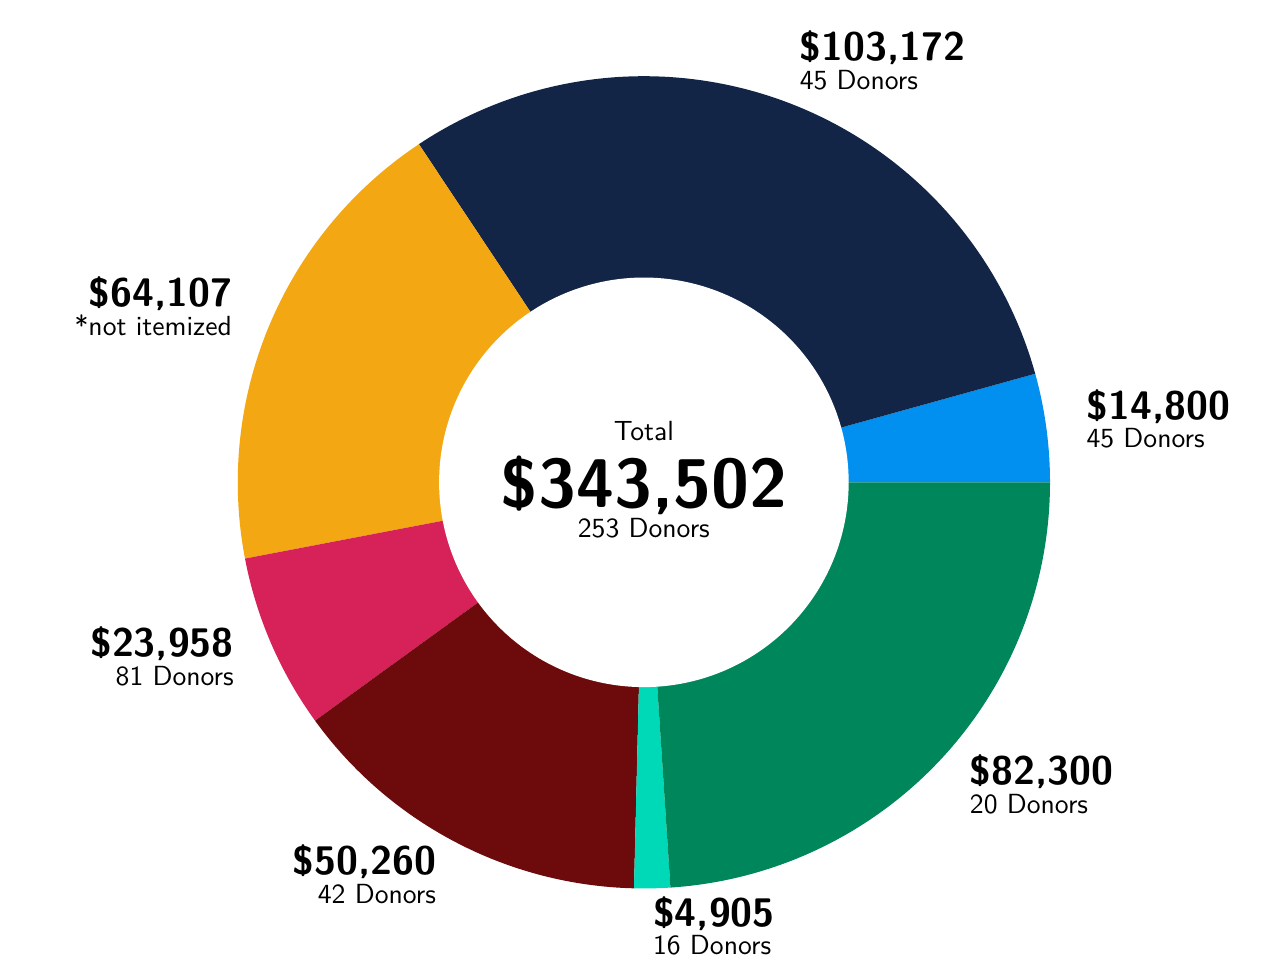 $103,172
45 Donors
$64,107
*not itemized
$14,800
45 Donors
Total
$343,502
253 Donors
$23,958
81 Donors
$82,300
20 Donors
$50,260
42 Donors
$4,905
16 Donors